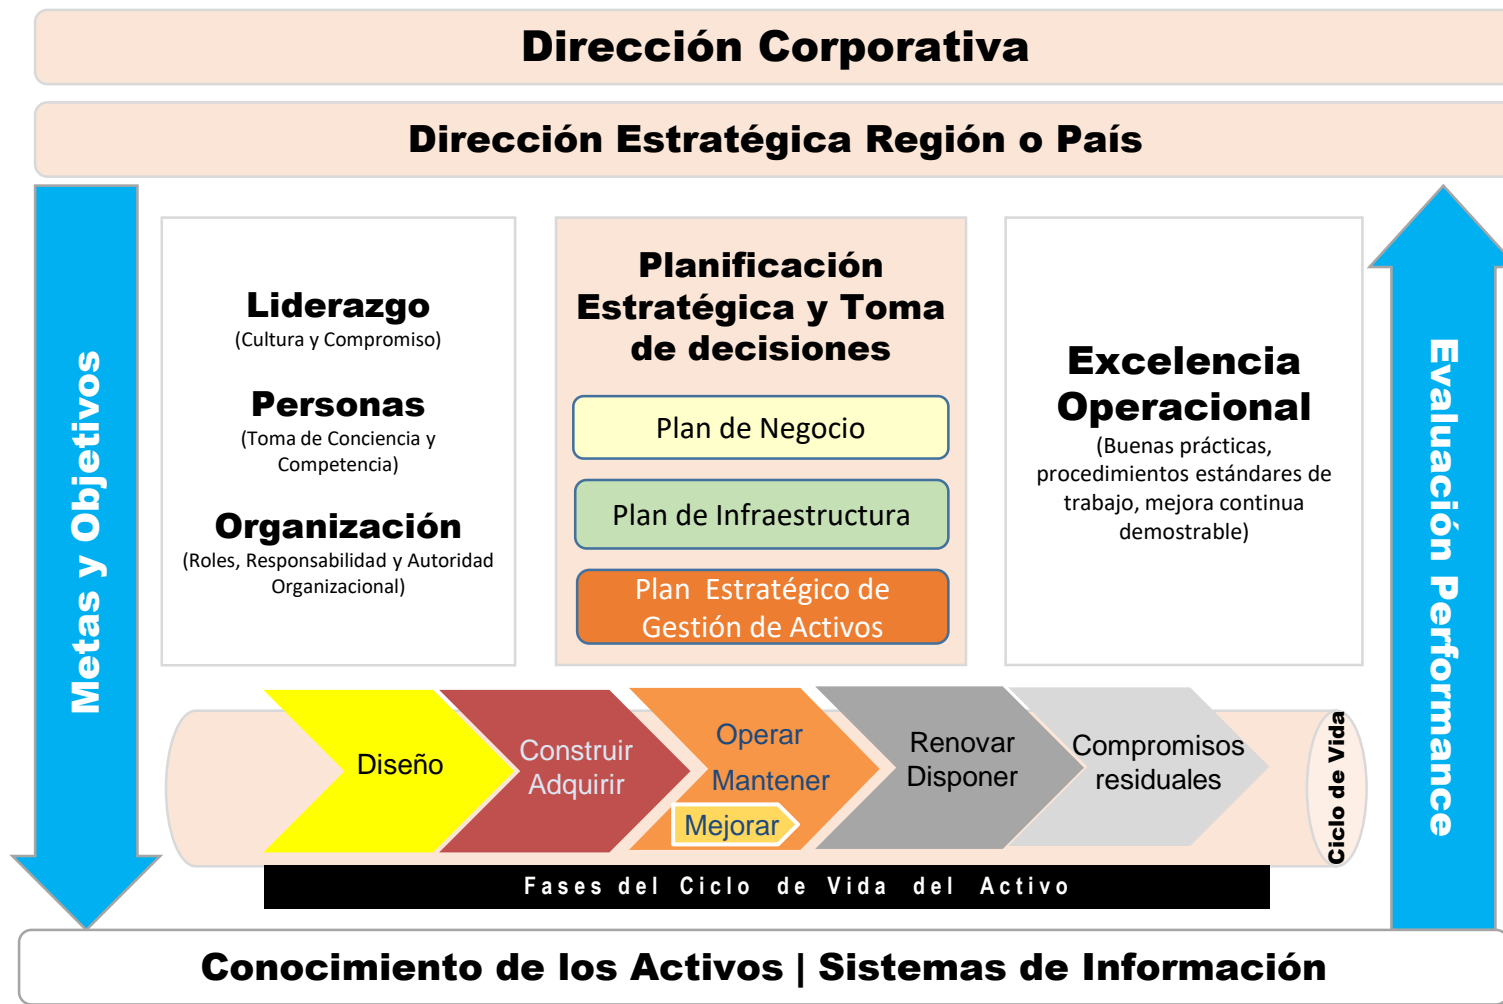 Dirección Corporativa
Dirección Estratégica Región o País
Metas y Objetivos
Liderazgo
(Cultura y Compromiso)
Personas
(Toma de Conciencia y
Competencia)
Organización
(Roles, Responsabilidad y Autoridad
Organizacional)
Planificación
Estratégica y Toma
de decisiones
Plan de Negocio
Plan de Infraestructura
Plan Estratégico de
Gestión de Activos
Excelencia
Operacional
(Buenas prácticas,
procedimientos estándares de
trabajo, mejora continua
demostrable)
Evaluación Performance
Diseño
Construir
Adquirir
Operar
Mantener
Mejorar
Renovar
Disponer
Compromisos
residuales
Ciclo de Vida
Fases del Ciclo de Vida del Activo
Conocimiento de los Activos | Sistemas de Información